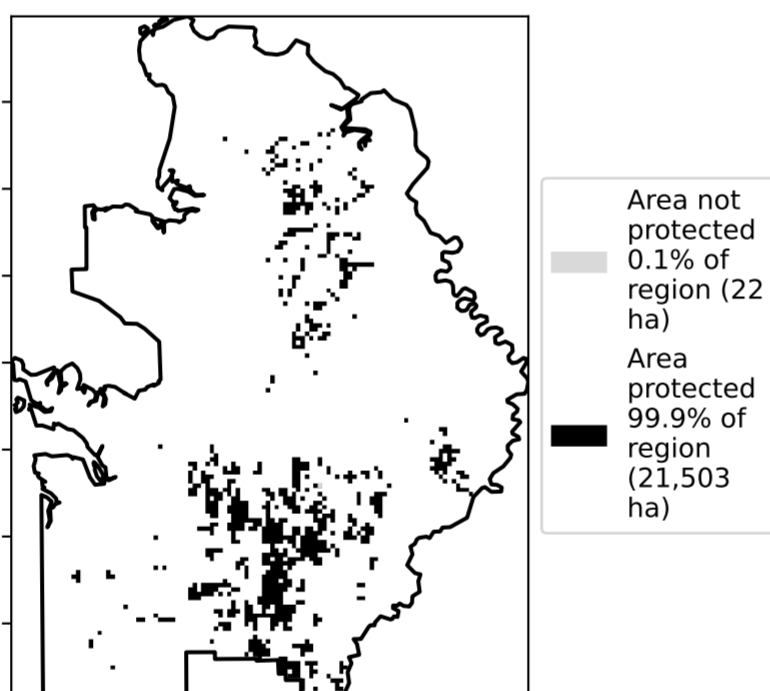 Area not
protected
0.1% of
region (22
ha)
Area
protected
99.9% of
region
(21,503
ha)